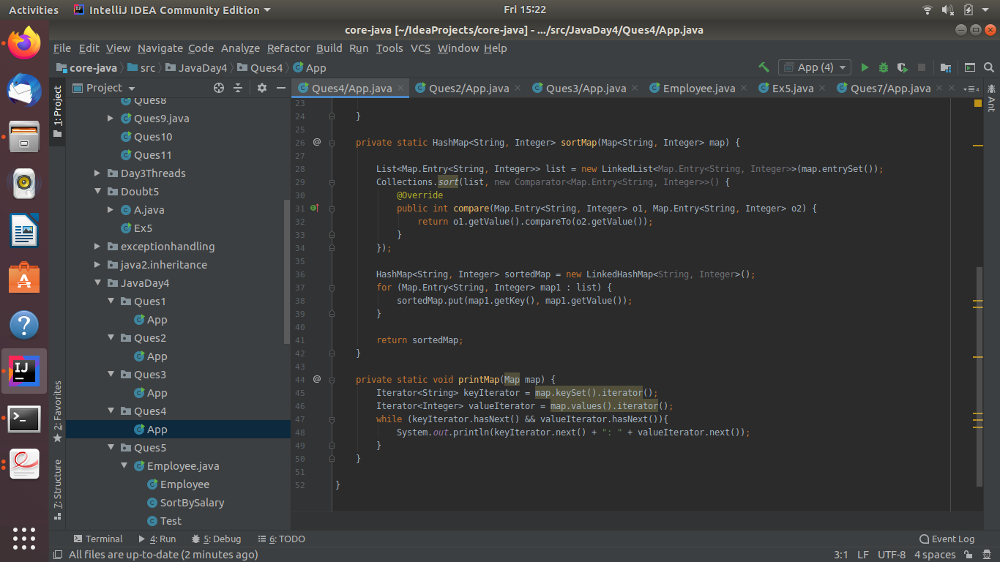 Activities IntelliJ IDEA Community Edition Fri 15:22
core-java [~/IdeaProjects/core-java] - .../src/JavaDay4/Ques4/App.java
File Edit View Navigate Code Analyze Refactor Build Run Tools VCS Window Help
core-java src JavaDay4 Ques4 App App (4)
1: Project
2: Favorites
7: Structure
Project
Ques8
Ques9.java
Ques10
Ques11
Day3Threads
Doubt5
A.java
Ex5
exceptionhandling
java2.inheritance
JavaDay4
Ques1
App
Ques2
App
Ques3
App
Ques4
App
Ques5
Employee.java
Employee
SortBySalary
Test
Ques4/App.java Ques2/App.java Ques3/App.java Employee.java Ex5.java Ques7/App.java 4
Ant
23
24 }
25
26 @ private static HashMap<String, Integer> sortMap(Map<String, Integer> map) {
27
28 List<Map.Entry<String, Integer>> list = new LinkedList<Map.Entry<String, Integer>>(map.entrySet());
29 Collections.sort(list, new Comparator<Map.Entry<String, Integer>>() {
30 @Override
31 public int compare(Map.Entry<String, Integer> o1, Map.Entry<String, Integer> o2) {
32 return o1.getValue().compareTo(o2.getValue());
33 }
34 });
35
36 HashMap<String, Integer> sortedMap = new LinkedHashMap<String, Integer>();
37 for (Map.Entry<String, Integer> map1 : list) {
38 sortedMap.put(map1.getKey(), map1.getValue());
39 }
40
41 return sortedMap;
42 }
43
44 @ private static void printMap(Map map) {
45 Iterator<String> keyIterator = map.keySet().iterator();
46 Iterator<Integer> valueIterator = map.values().iterator();
47 while (keyIterator.hasNext() && valueIterator.hasNext()){
48 System.out.println(keyIterator.next() + ": " + valueIterator.next());
49 }
50 }
51
52 }
Terminal 4: Run 5: Debug 6: TODO Event Log
All files are up-to-date (2 minutes ago) 3:1 LF UTF-8 4 spaces